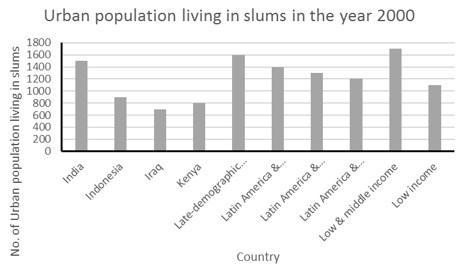 Urban population living in slums in the year 2000
No. of Urban population living in slums
1800
1600
1400
1200
1000
800
600
400
200
0
India
Indonesia
Iraq
Kenya
Late-demographic...
Latin America &...
Latin America &...
Latin America &...
Low & middle income
Low income
Country